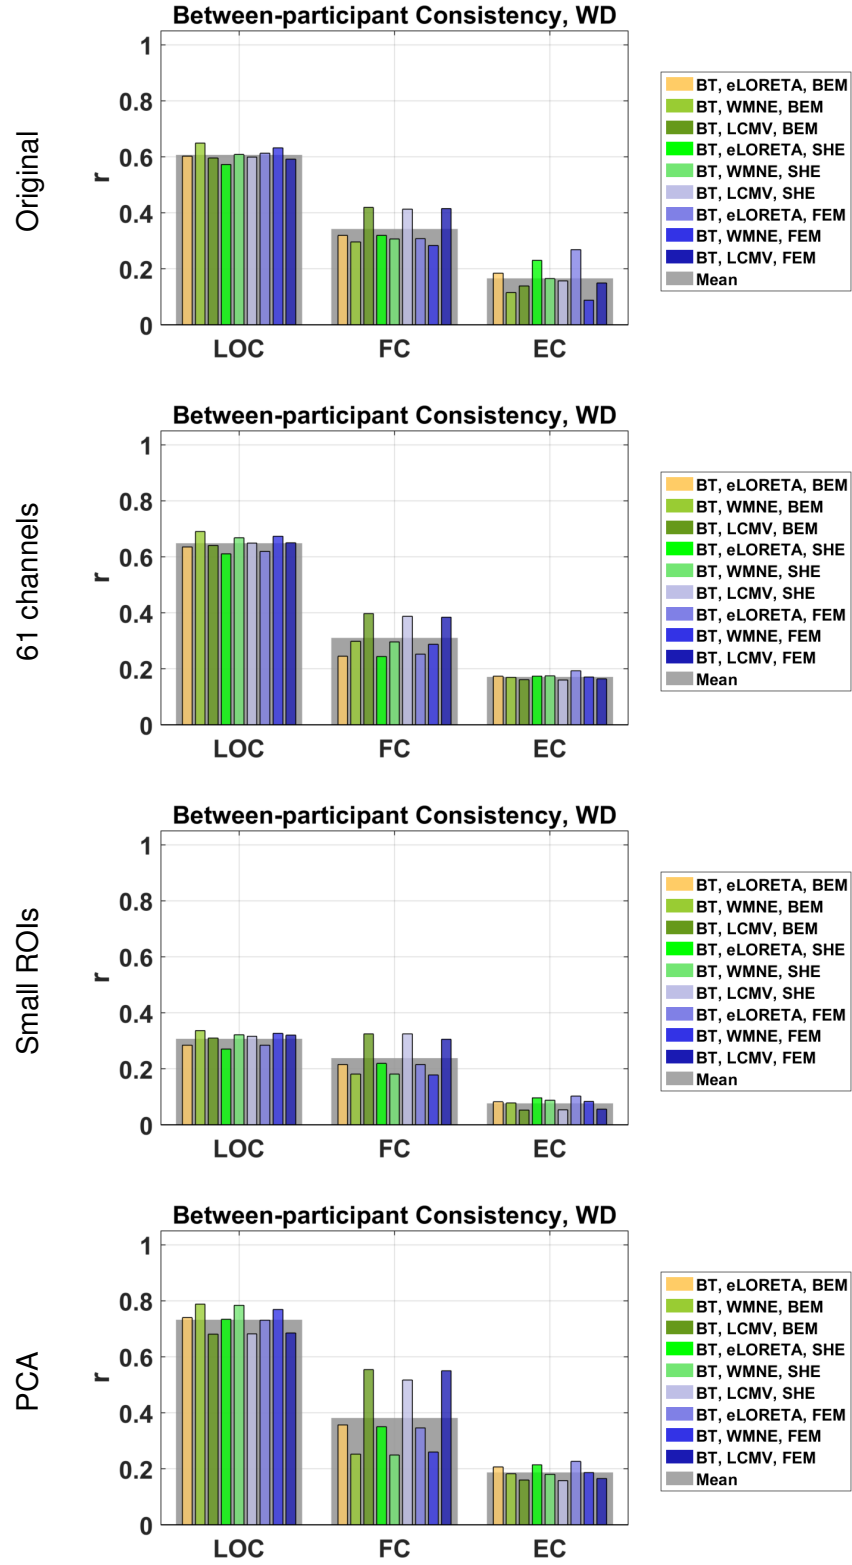 Between-participant Consistency, WD
Original
r
1
0.8
0.6
0.4
0.2
0
LOC FC EC
BT, eLORETA, BEM
BT, WMNE, BEM
BT, LCMV, BEM
BT, eLORETA, SHE
BT, WMNE, SHE
BT, LCMV, SHE
BT, eLORETA, FEM
BT, WMNE, FEM
BT, LCMV, FEM
Mean
Between-participant Consistency, WD
61 channels
r
1
0.8
0.6
0.4
0.2
0
LOC FC EC
BT, eLORETA, BEM
BT, WMNE, BEM
BT, LCMV, BEM
BT, eLORETA, SHE
BT, WMNE, SHE
BT, LCMV, SHE
BT, eLORETA, FEM
BT, WMNE, FEM
BT, LCMV, FEM
Mean
Between-participant Consistency, WD
Small ROIs
r
1
0.8
0.6
0.4
0.2
0
LOC FC EC
BT, eLORETA, BEM
BT, WMNE, BEM
BT, LCMV, BEM
BT, eLORETA, SHE
BT, WMNE, SHE
BT, LCMV, SHE
BT, eLORETA, FEM
BT, WMNE, FEM
BT, LCMV, FEM
Mean
Between-participant Consistency, WD
PCA
r
1
0.8
0.6
0.4
0.2
0
LOC FC EC
BT, eLORETA, BEM
BT, WMNE, BEM
BT, LCMV, BEM
BT, eLORETA, SHE
BT, WMNE, SHE
BT, LCMV, SHE
BT, eLORETA, FEM
BT, WMNE, FEM
BT, LCMV, FEM
Mean